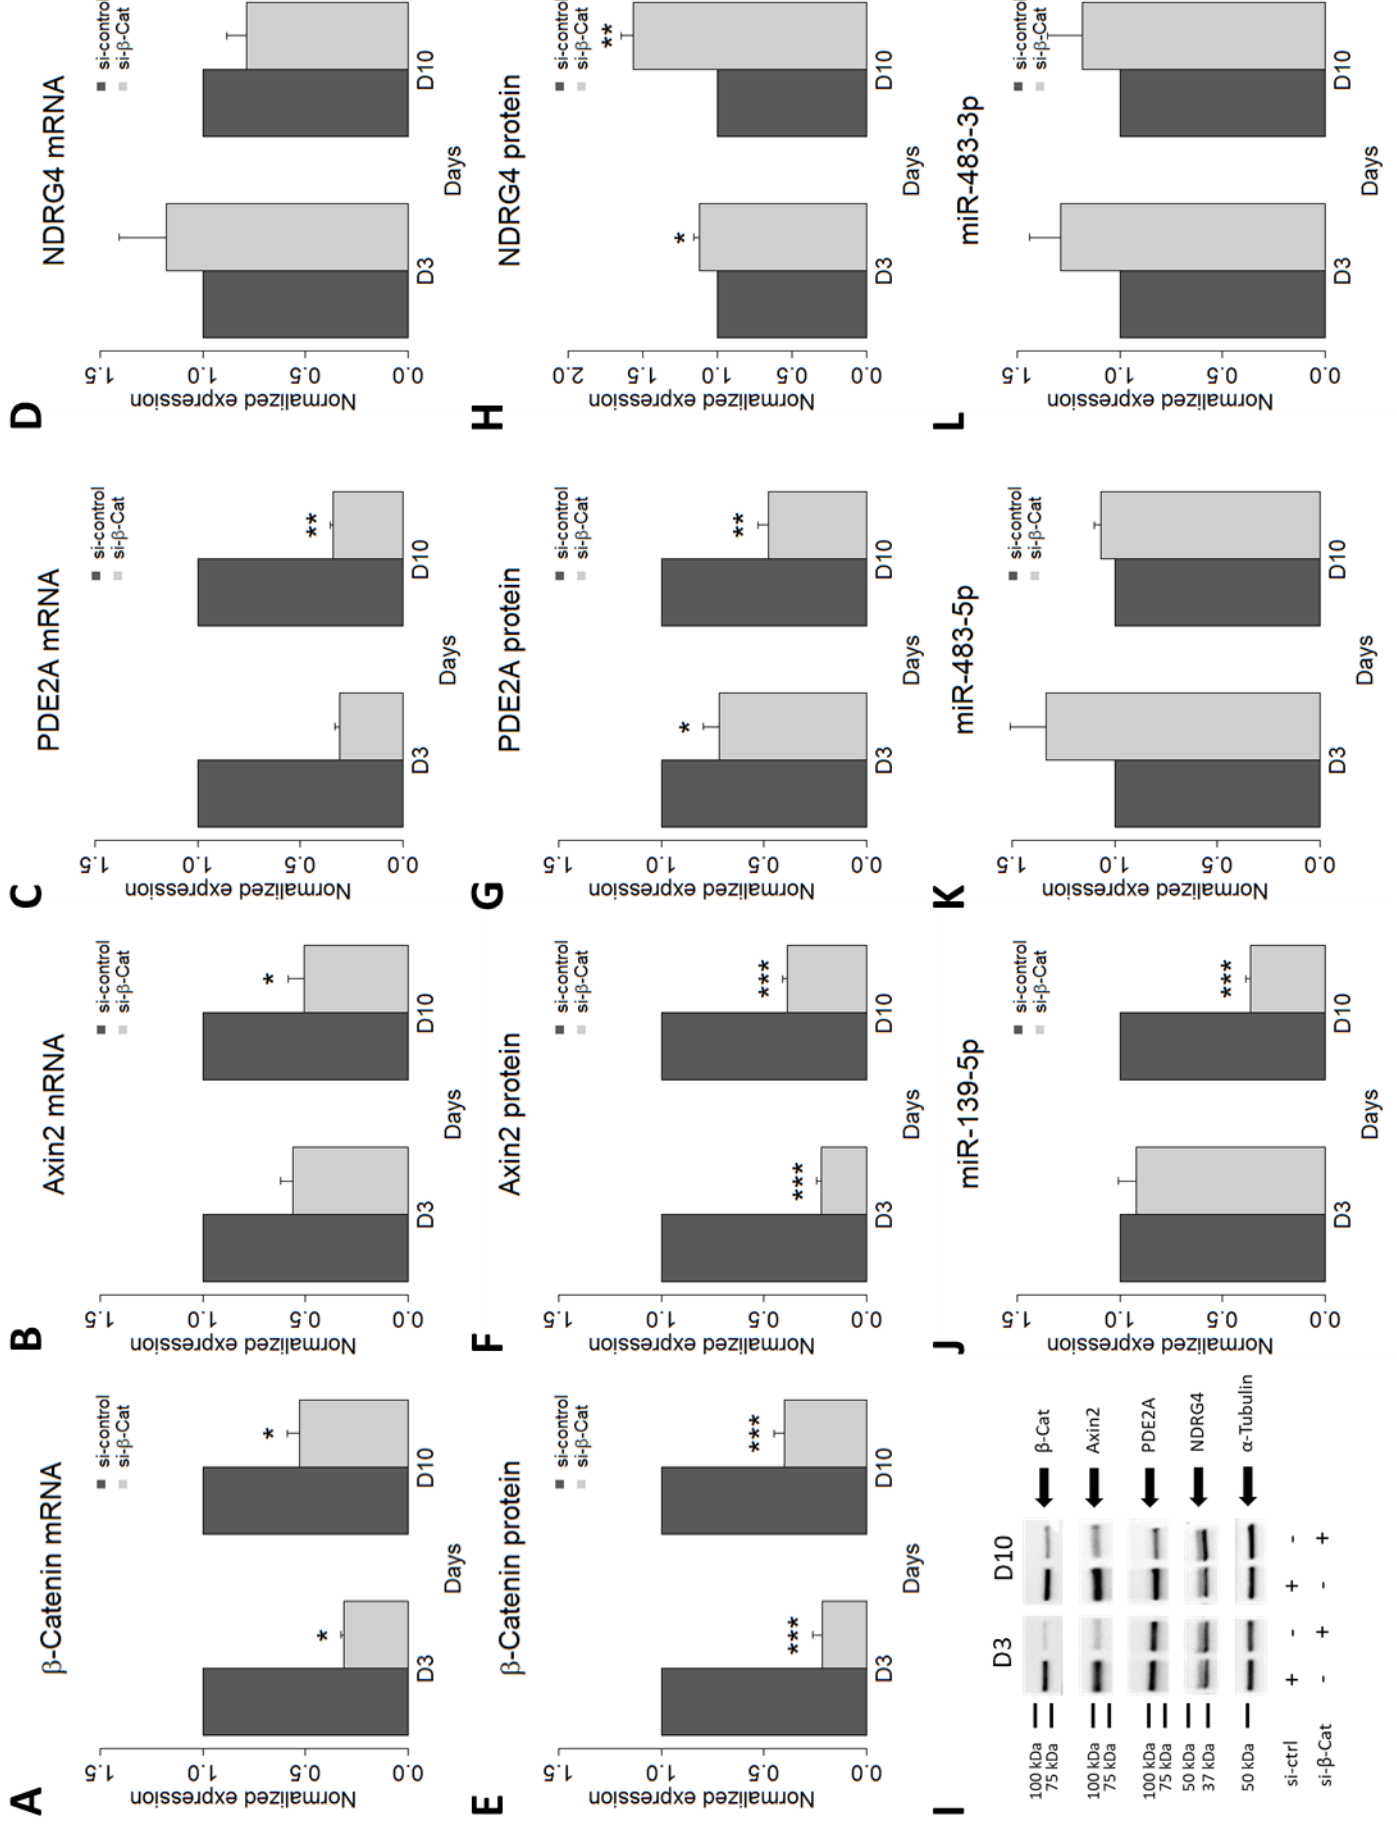 A
β-Catenin mRNA
si-control
si-β-Cat
Normalized expression
0.0
0.5
1.0
1.5
*
*
D3
D10
Days
B
Axin2 mRNA
si-control
si-β-Cat
Normalized expression
0.0
0.5
1.0
1.5
*
D3
D10
Days
C
PDE2A mRNA
si-control
si-β-Cat
Normalized expression
0.0
0.5
1.0
1.5
**
D3
D10
Days
D
NDRG4 mRNA
si-control
si-β-Cat
Normalized expression
0.0
0.5
1.0
1.5
D3
D10
Days
E
β-Catenin protein
si-control
si-β-Cat
Normalized expression
0.0
0.5
1.0
1.5
***
***
D3
D10
Days
F
Axin2 protein
si-control
si-β-Cat
Normalized expression
0.0
0.5
1.0
1.5
***
***
D3
D10
Days
G
PDE2A protein
si-control
si-β-Cat
Normalized expression
0.0
0.5
1.0
1.5
*
**
D3
D10
Days
H
NDRG4 protein
si-control
si-β-Cat
Normalized expression
0.0
0.5
1.0
1.5
2.0
*
**
D3
D10
Days
I
D3 D10
100 kDa
75 kDa
β-Cat
100 kDa
75 kDa
Axin2
100 kDa
75 kDa
PDE2A
50 kDa
37 kDa
NDRG4
50 kDa
α-Tubulin
si-ctrl + - + -
si-β-Cat - + - +
J
miR-139-5p
si-control
si-β-Cat
Normalized expression
0.0
0.5
1.0
1.5
***
D3
D10
Days
K
miR-483-5p
si-control
si-β-Cat
Normalized expression
0.0
0.5
1.0
1.5
D3
D10
Days
L
miR-483-3p
si-control
si-β-Cat
Normalized expression
0.0
0.5
1.0
1.5
D3
D10
Days